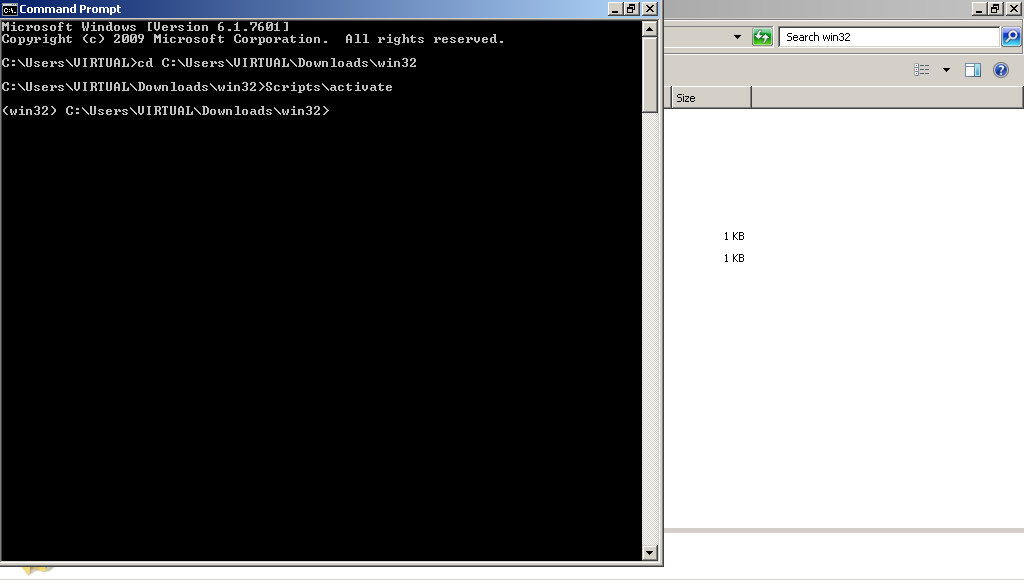 Command Prompt
Microsoft Windows [Version 6.1.7601]
Copyright (c) 2009 Microsoft Corporation.  All rights reserved.
C:\Users\VIRTUAL>cd C:\Users\VIRTUAL\Downloads\win32
C:\Users\VIRTUAL\Downloads\win32>Scripts\activate
(win32) C:\Users\VIRTUAL\Downloads\win32>
Search win32
Size
1 KB
1 KB